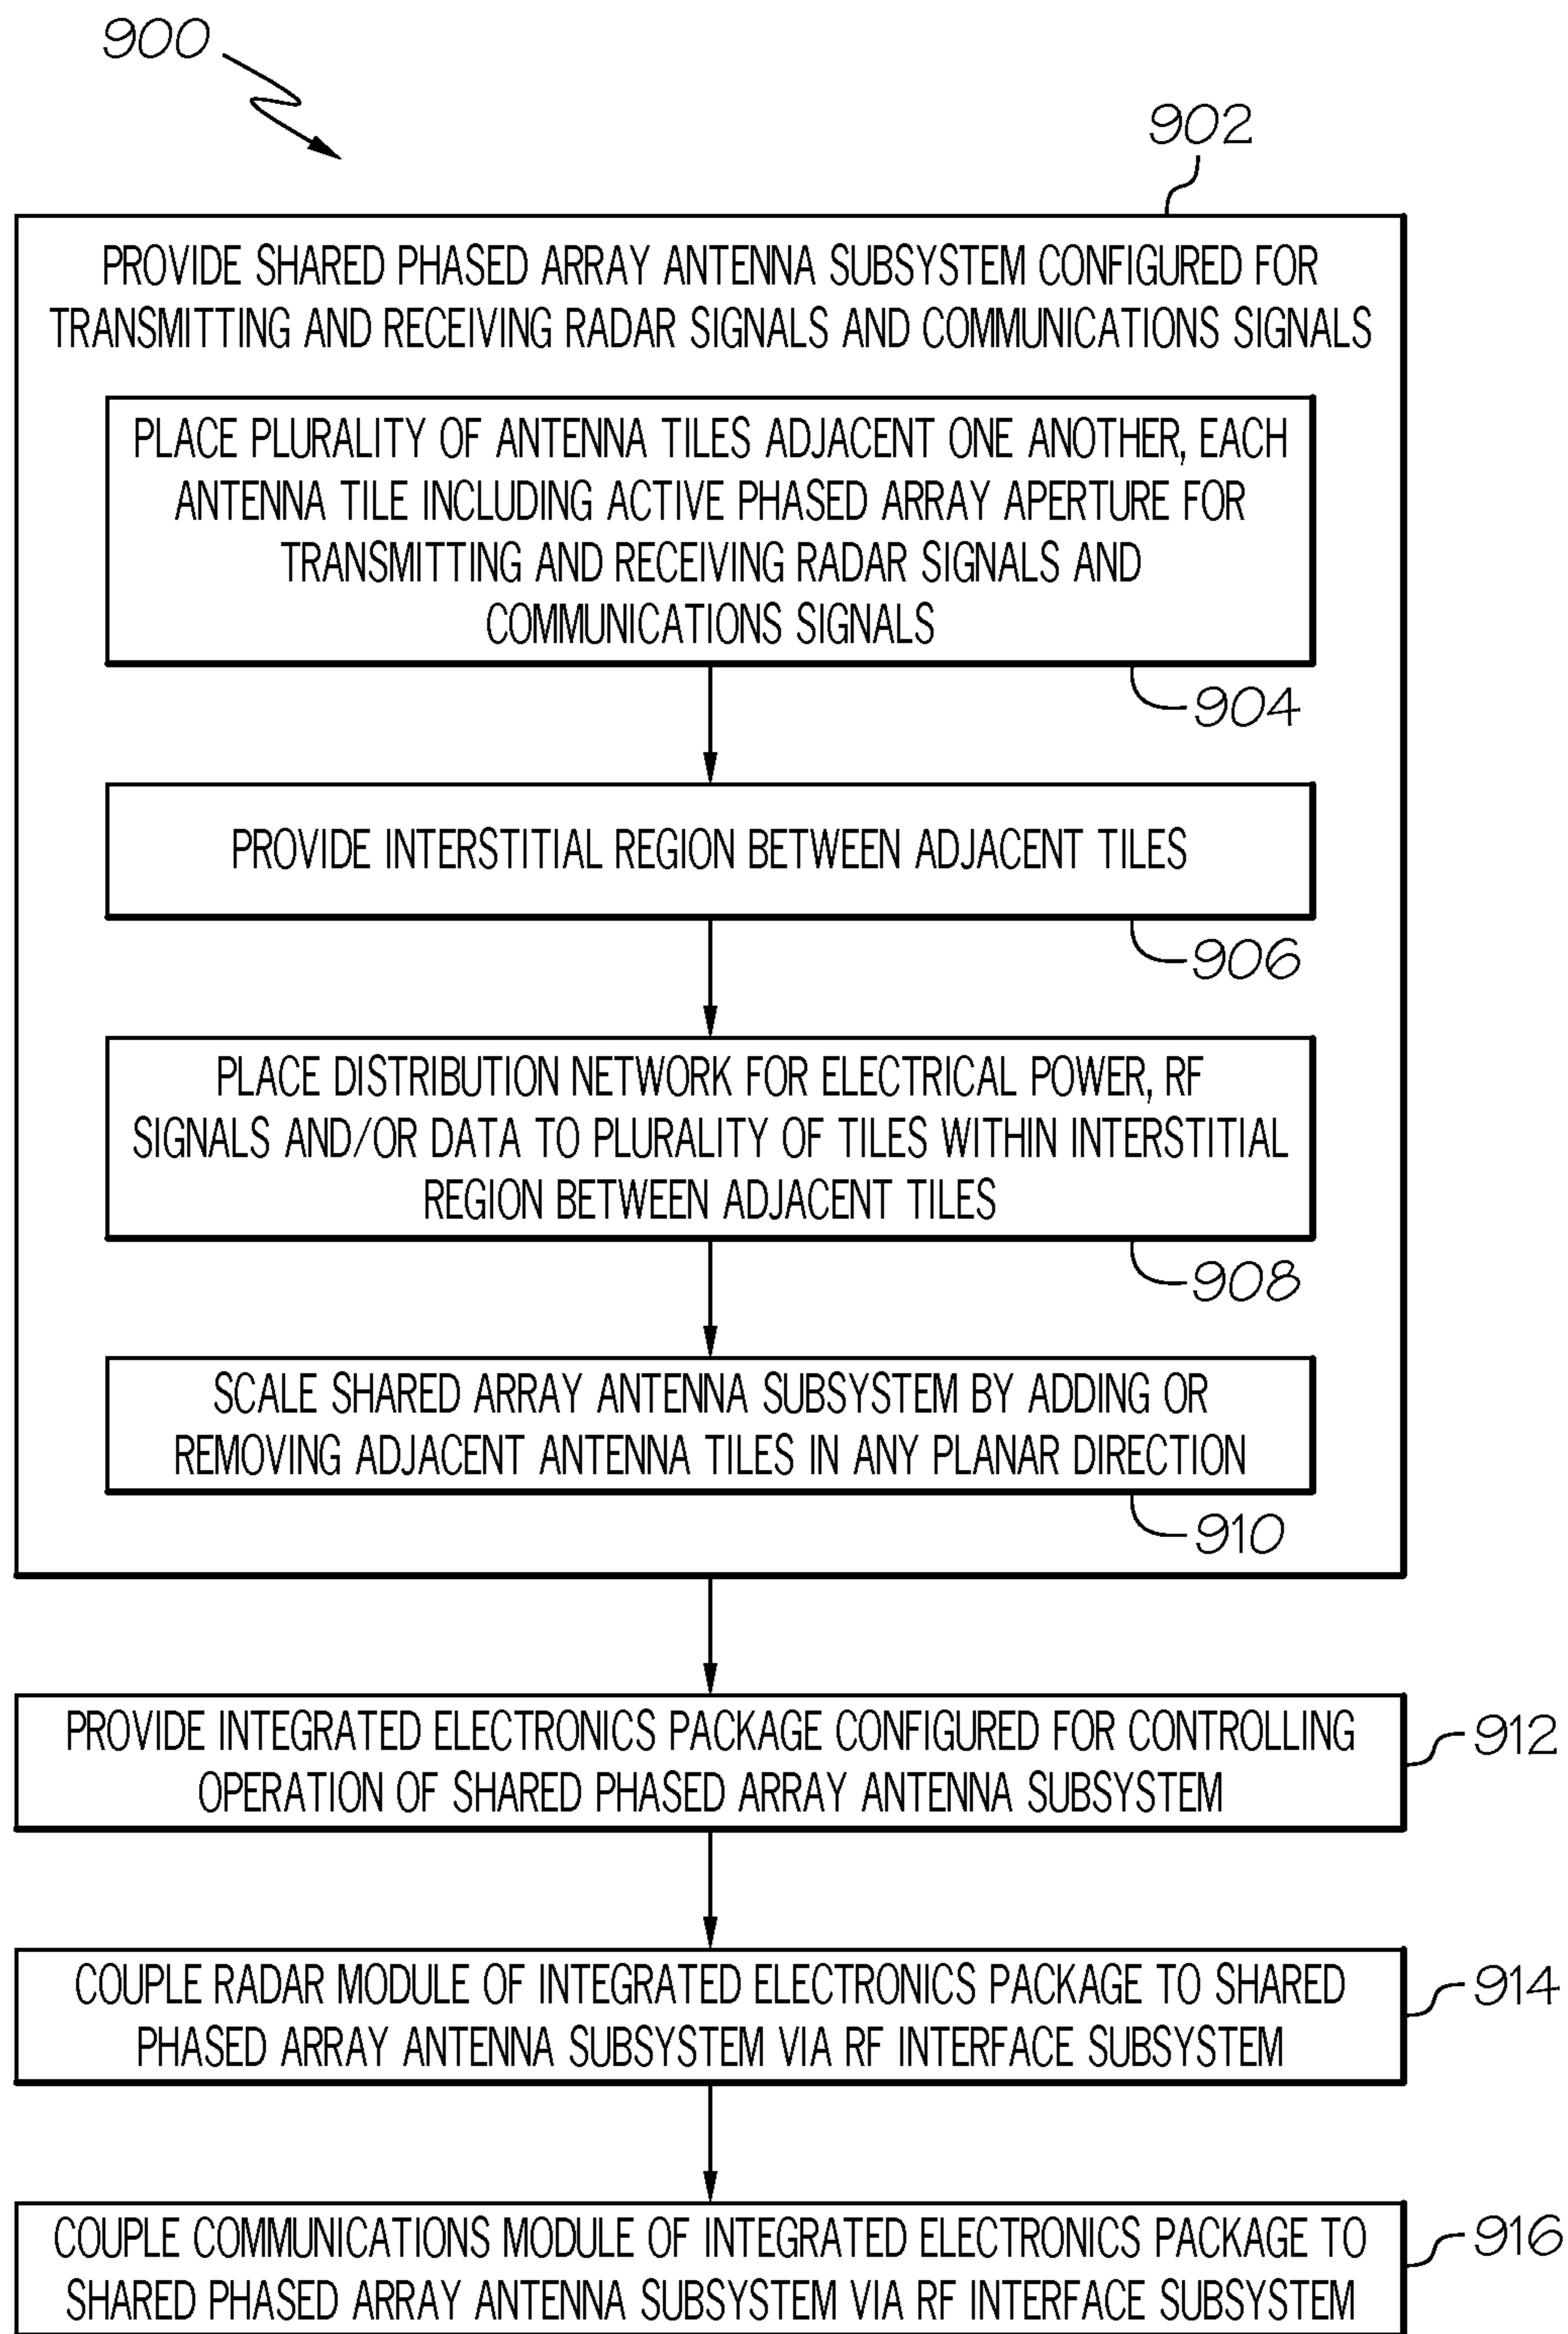 900
902
PROVIDE SHARED PHASED ARRAY ANTENNA SUBSYSTEM CONFIGURED FOR
TRANSMITTING AND RECEIVING RADAR SIGNALS AND COMMUNICATIONS SIGNALS
PLACE PLURALITY OF ANTENNA TILES ADJACENT ONE ANOTHER, EACH
ANTENNA TILE INCLUDING ACTIVE PHASED ARRAY APERTURE FOR
TRANSMITTING AND RECEIVING RADAR SIGNALS AND
COMMUNICATIONS SIGNALS
904
PROVIDE INTERSTITIAL REGION BETWEEN ADJACENT TILES
906
PLACE DISTRIBUTION NETWORK FOR ELECTRICAL POWER, RF
SIGNALS AND/OR DATA TO PLURALITY OF TILES WITHIN INTERSTITIAL
REGION BETWEEN ADJACENT TILES
908
SCALE SHARED ARRAY ANTENNA SUBSYSTEM BY ADDING OR
REMOVING ADJACENT ANTENNA TILES IN ANY PLANAR DIRECTION
910
PROVIDE INTEGRATED ELECTRONICS PACKAGE CONFIGURED FOR CONTROLLING
OPERATION OF SHARED PHASED ARRAY ANTENNA SUBSYSTEM
912
COUPLE RADAR MODULE OF INTEGRATED ELECTRONICS PACKAGE TO SHARED
PHASED ARRAY ANTENNA SUBSYSTEM VIA RF INTERFACE SUBSYSTEM
914
COUPLE COMMUNICATIONS MODULE OF INTEGRATED ELECTRONICS PACKAGE TO
SHARED PHASED ARRAY ANTENNA SUBSYSTEM VIA RF INTERFACE SUBSYSTEM
916